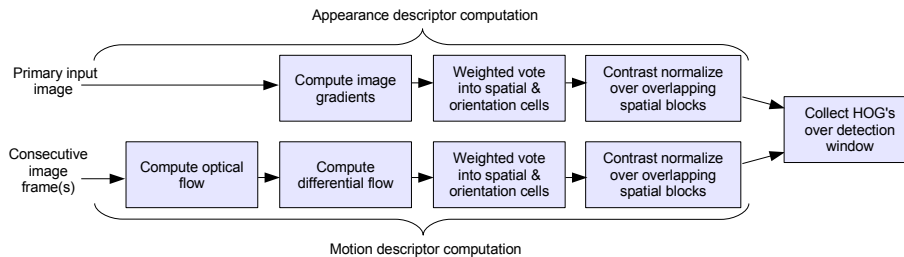 Appearance descriptor computation
Primary input
image
Compute image
gradients
Weighted vote
into spatial &
orientation cells
Contrast normalize
over overlapping
spatial blocks
Collect HOG's
over detection
window
Consecutive
image
frame(s)
Compute optical
flow
Compute
differential flow
Weighted vote
into spatial &
orientation cells
Contrast normalize
over overlapping
spatial blocks
Motion descriptor computation